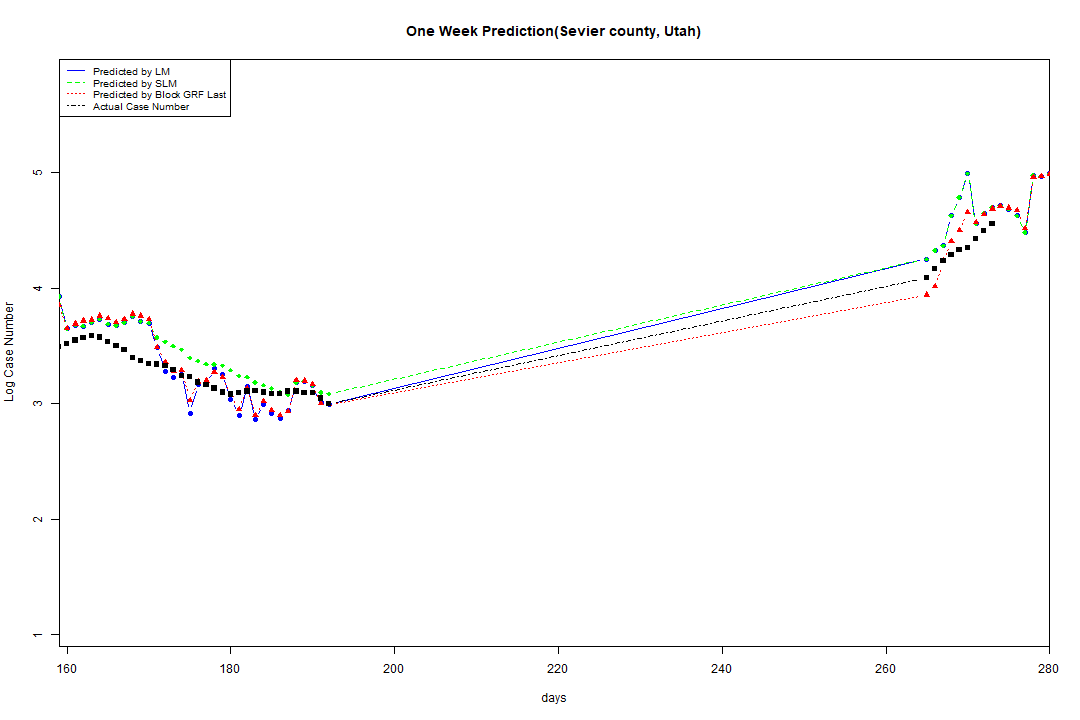 One Week Prediction(Sevier county, Utah)
Predicted by LM
Predicted by SLM
Predicted by Block GRF Last
Actual Case Number
5
4
3
2
1
Log Case Number
160 180 200 220 240 260 280
days